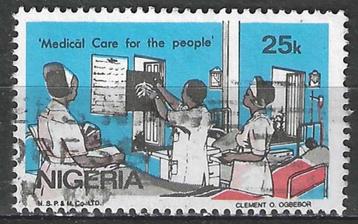 'Medical Care for the people' 25k
NIGERIA
N.S.P. & M.Co.LTD. CLEMENT O. OGBEBOR